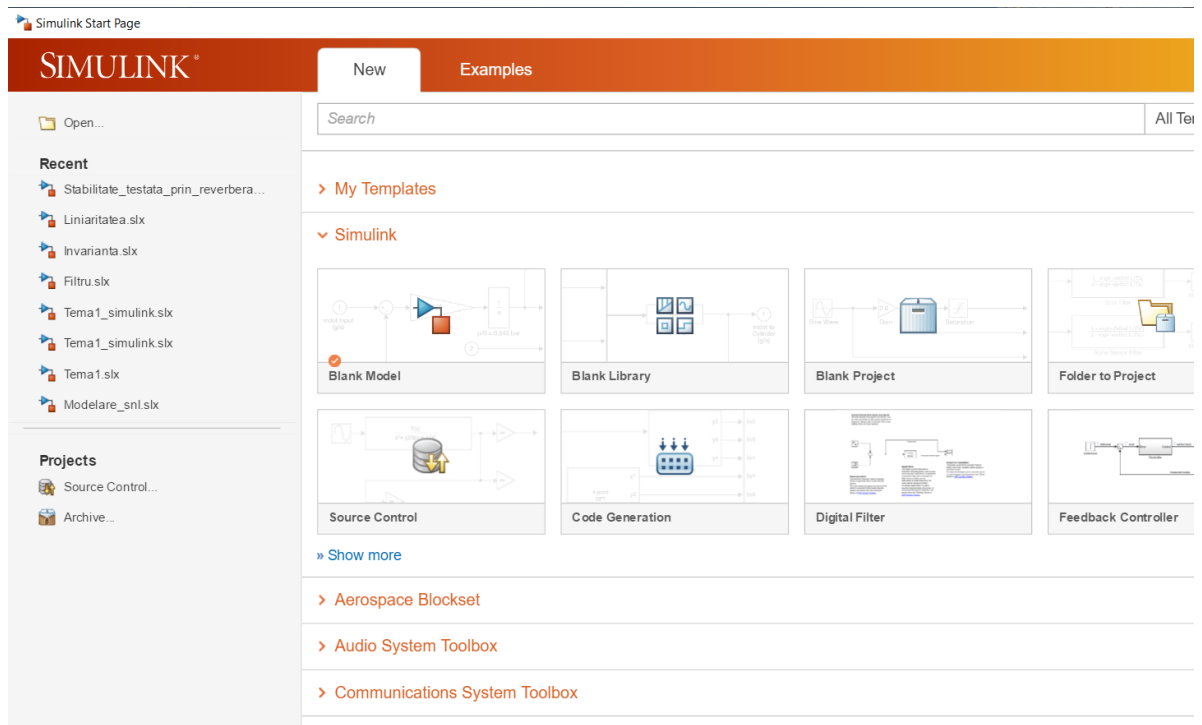 Simulink Start Page
SIMULINK®
New
Examples
Open...
Search
All Ter
Recent
Stabilitate_testata_prin_reverbera...
Liniaritatea.slx
Invarianta.slx
Filtru.slx
Tema1_simulink.slx
Tema1_simulink.slx
Tema1.slx
Modelare_snl.slx
Projects
Source Control...
Archive...
My Templates
Simulink
Blank Model
Blank Library
Blank Project
Folder to Project
Source Control
Code Generation
Digital Filter
Feedback Controller
» Show more
Aerospace Blockset
Audio System Toolbox
Communications System Toolbox